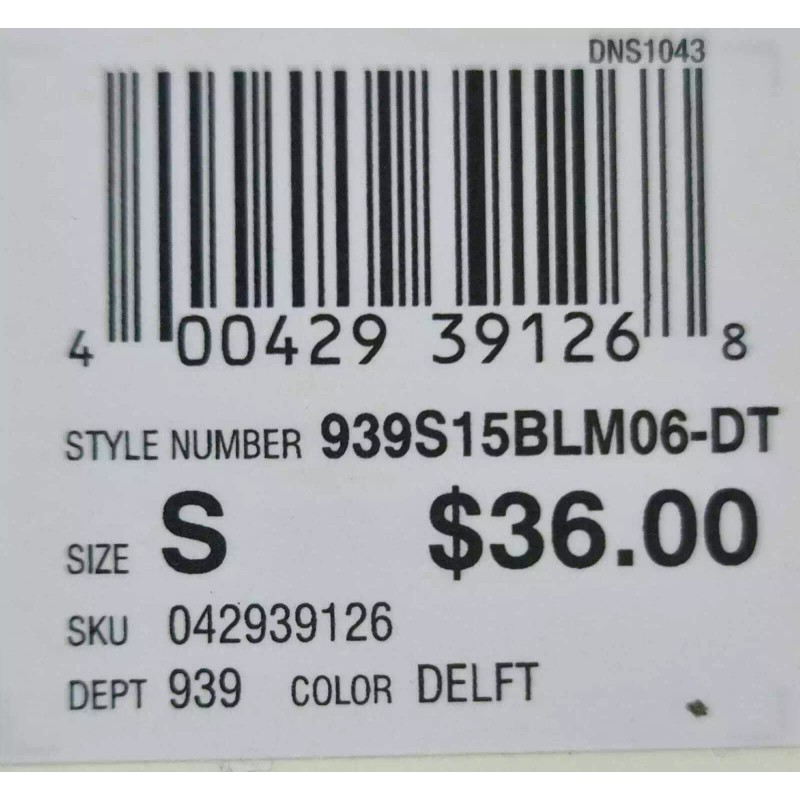 DNS1043
4 00429 39126 8
STYLE NUMBER 939S15BLM06-DT
SIZE S $36.00
SKU 042939126
DEPT 939 COLOR DELFT